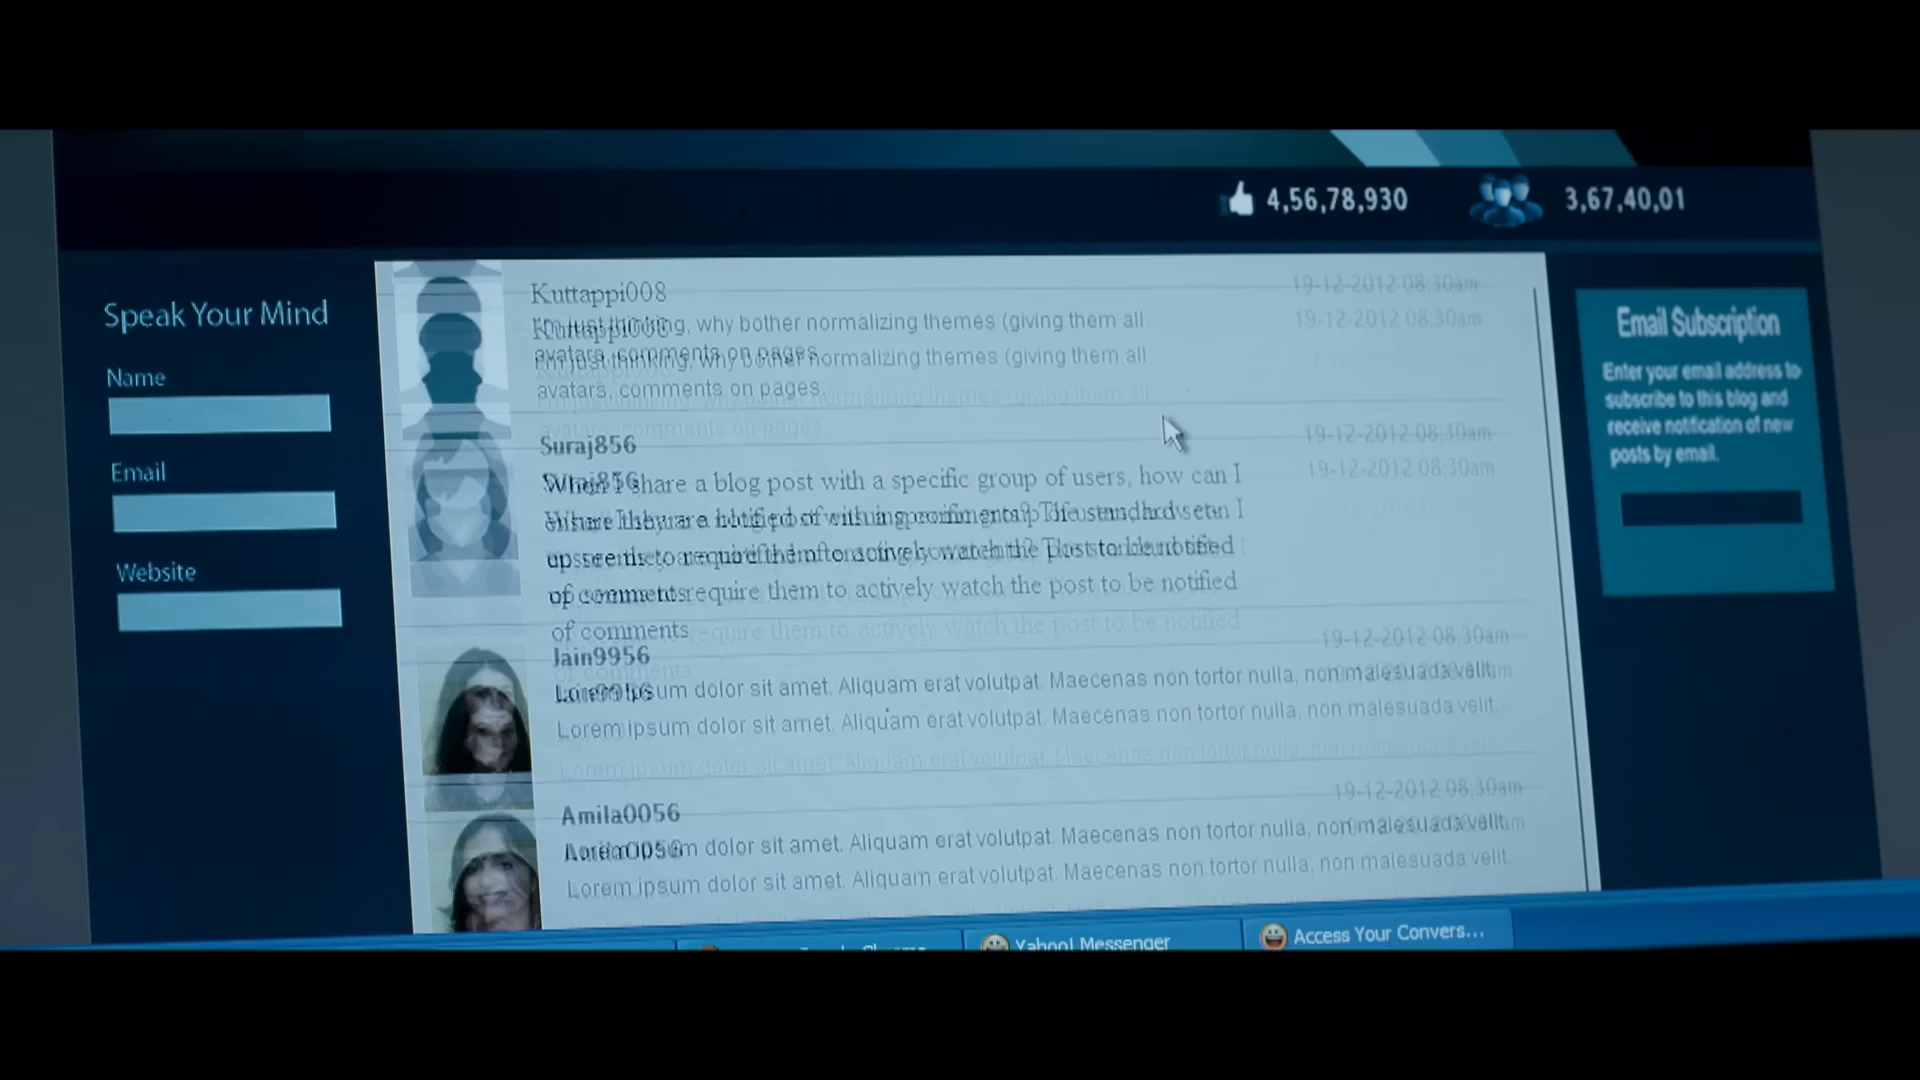 4,56,78,930
3,67,40,01
Speak Your Mind
Name
Email
Website
Kuttappi008
19-12-2012 08:30am
I'm just thinking, why bother normalizing themes (giving them all
avatars, comments on pages.
Suraj856
19-12-2012 08:30am
When I share a blog post with a specific group of users, how can I
ups seem to require them to actively watch the post to be notified
of comments
Jain9956
19-12-2012 08:30am
Lorem ipsum dolor sit amet. Aliquam erat volutpat. Maecenas non tortor nulla, non malesuada velit.
Amila0056
19-12-2012 08:30am
Lorem ipsum dolor sit amet. Aliquam erat volutpat. Maecenas non tortor nulla, non malesuada velit.
Email Subscription
Enter your email address to
subscribe to this blog and
receive notification of new
posts by email.
Yahoo! Messenger
Access Your Convers...